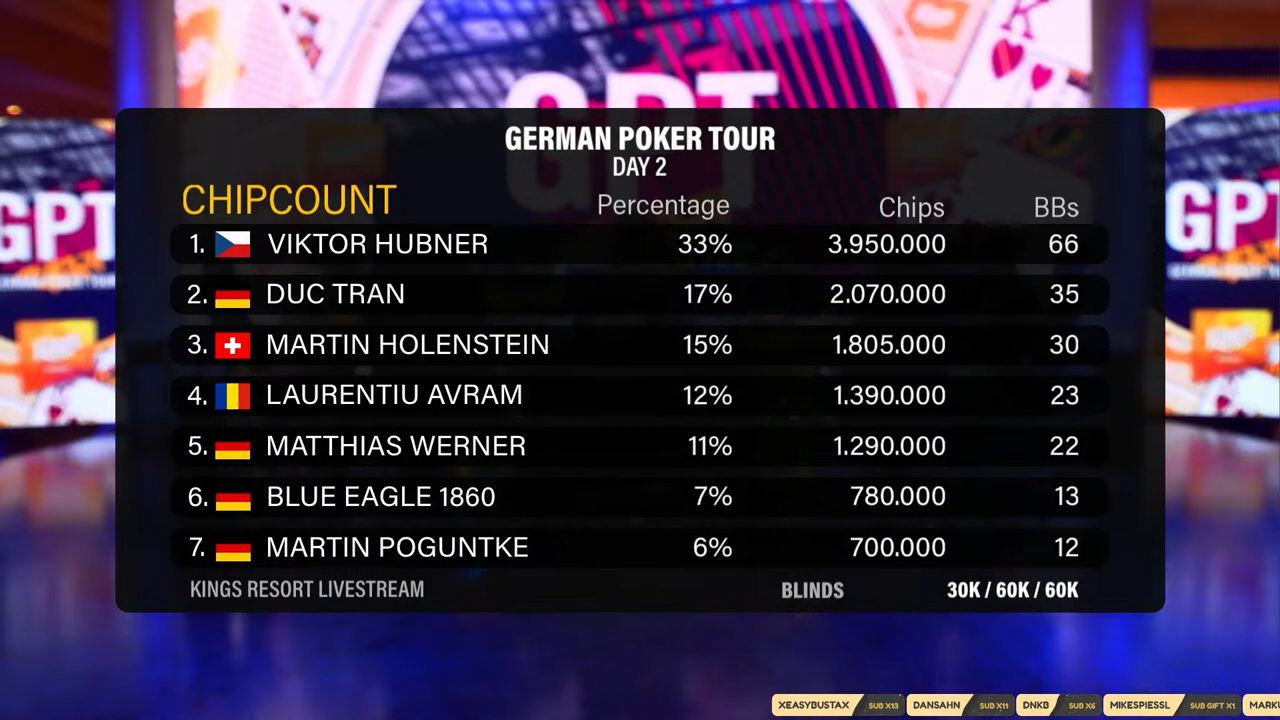 GPT
GPT
GPT
GERMAN POKER TOUR
DAY 2
CHIPCOUNT Percentage Chips BBs
1. VIKTOR HUBNER 33% 3.950.000 66
2. DUC TRAN 17% 2.070.000 35
3. MARTIN HOLENSTEIN 15% 1.805.000 30
4. LAURENTIU AVRAM 12% 1.390.000 23
5. MATTHIAS WERNER 11% 1.290.000 22
6. BLUE EAGLE 1860 7% 780.000 13
7. MARTIN POGUNTKE 6% 700.000 12
KINGS RESORT LIVESTREAM BLINDS 30K / 60K / 60K
XEASYBUSTAX SUB X13 DANSAHN SUB X11 DNKB SUB X6 MIKESPIESSL SUB GIFT X1 MARK